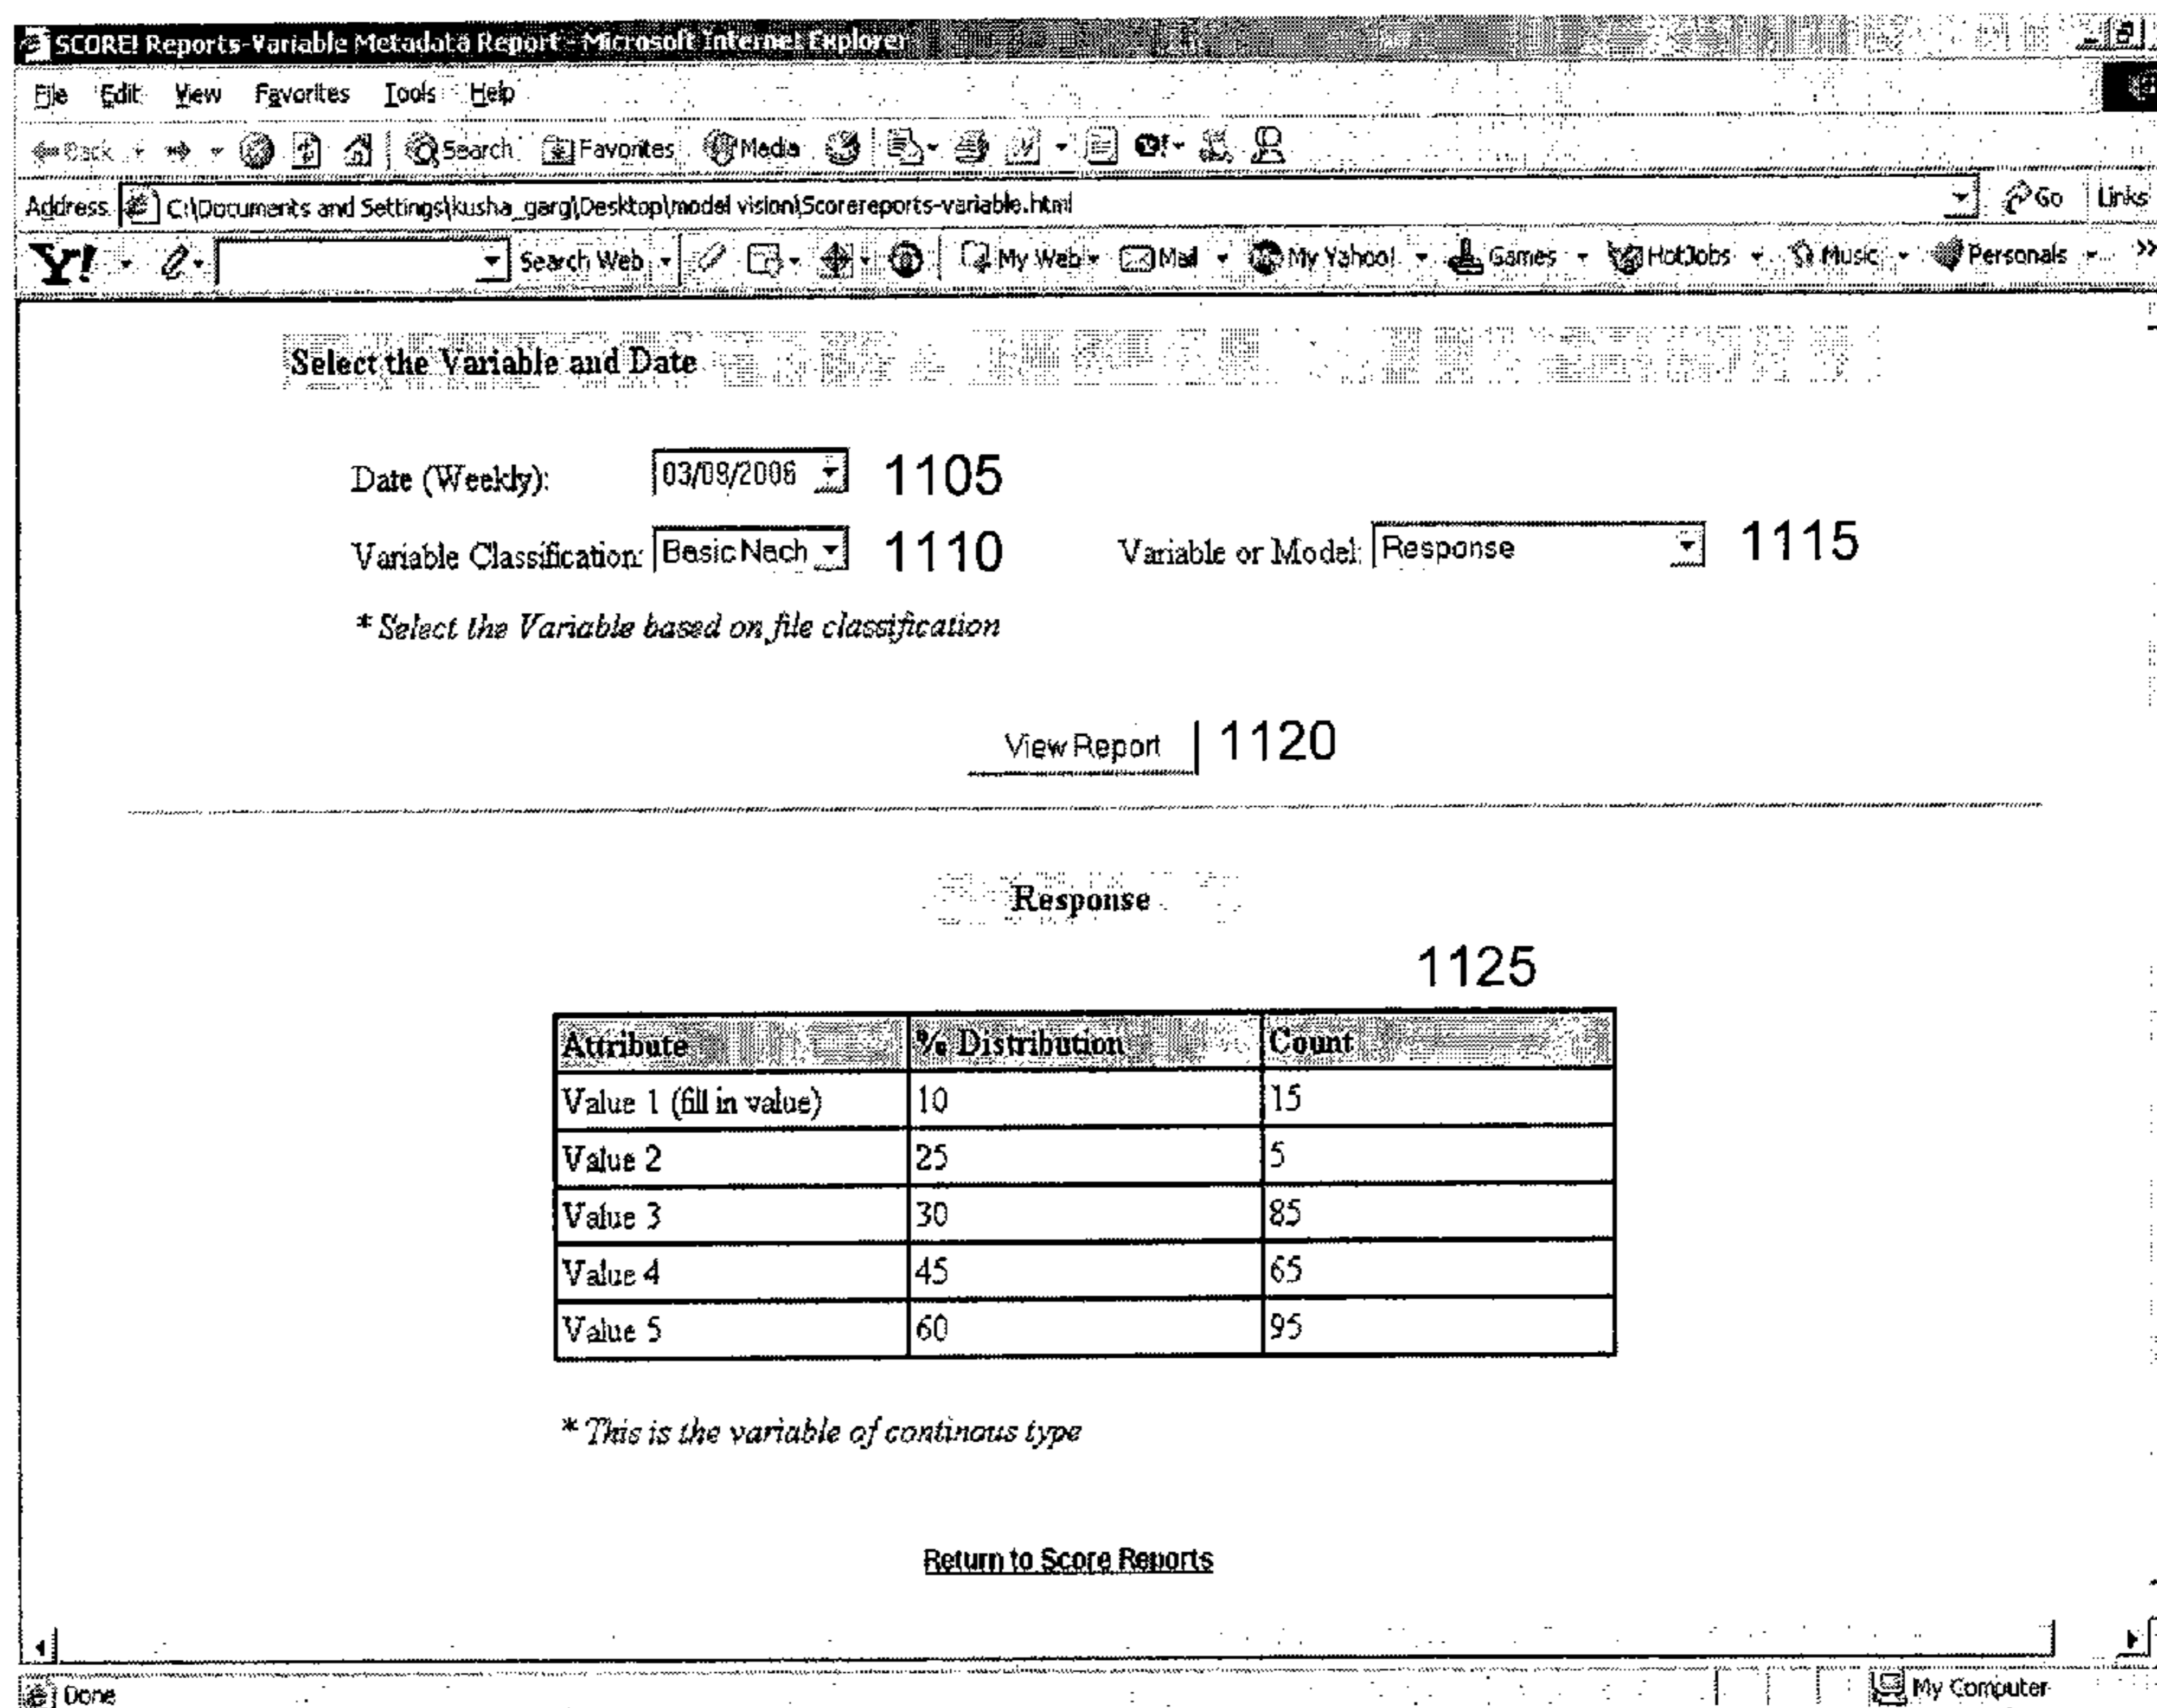 SCORE! Reports-Variable Metadata Report - Microsoft Internet Explorer
File Edit View Favorites Tools Help
Back Search Favorites Media
Address C:\Documents and Settings\kusha_garg\Desktop\model vision\Scorereports-variable.html Go Links
Y! Search Web My Web Mail My Yahoo! Games HotJobs Music Personals >>
Select the Variable and Date
Date (Weekly): 03/09/2006 1105
Variable Classification: Basic Nach 1110 Variable or Model: Response 1115
* Select the Variable based on file classification
View Report 1120
Response
1125
Attribute % Distribution Count
Value 1 (fill in value) 10 15
Value 2 25 5
Value 3 30 85
Value 4 45 65
Value 5 60 95
* This is the variable of continous type
Return to Score Reports
Done My Computer